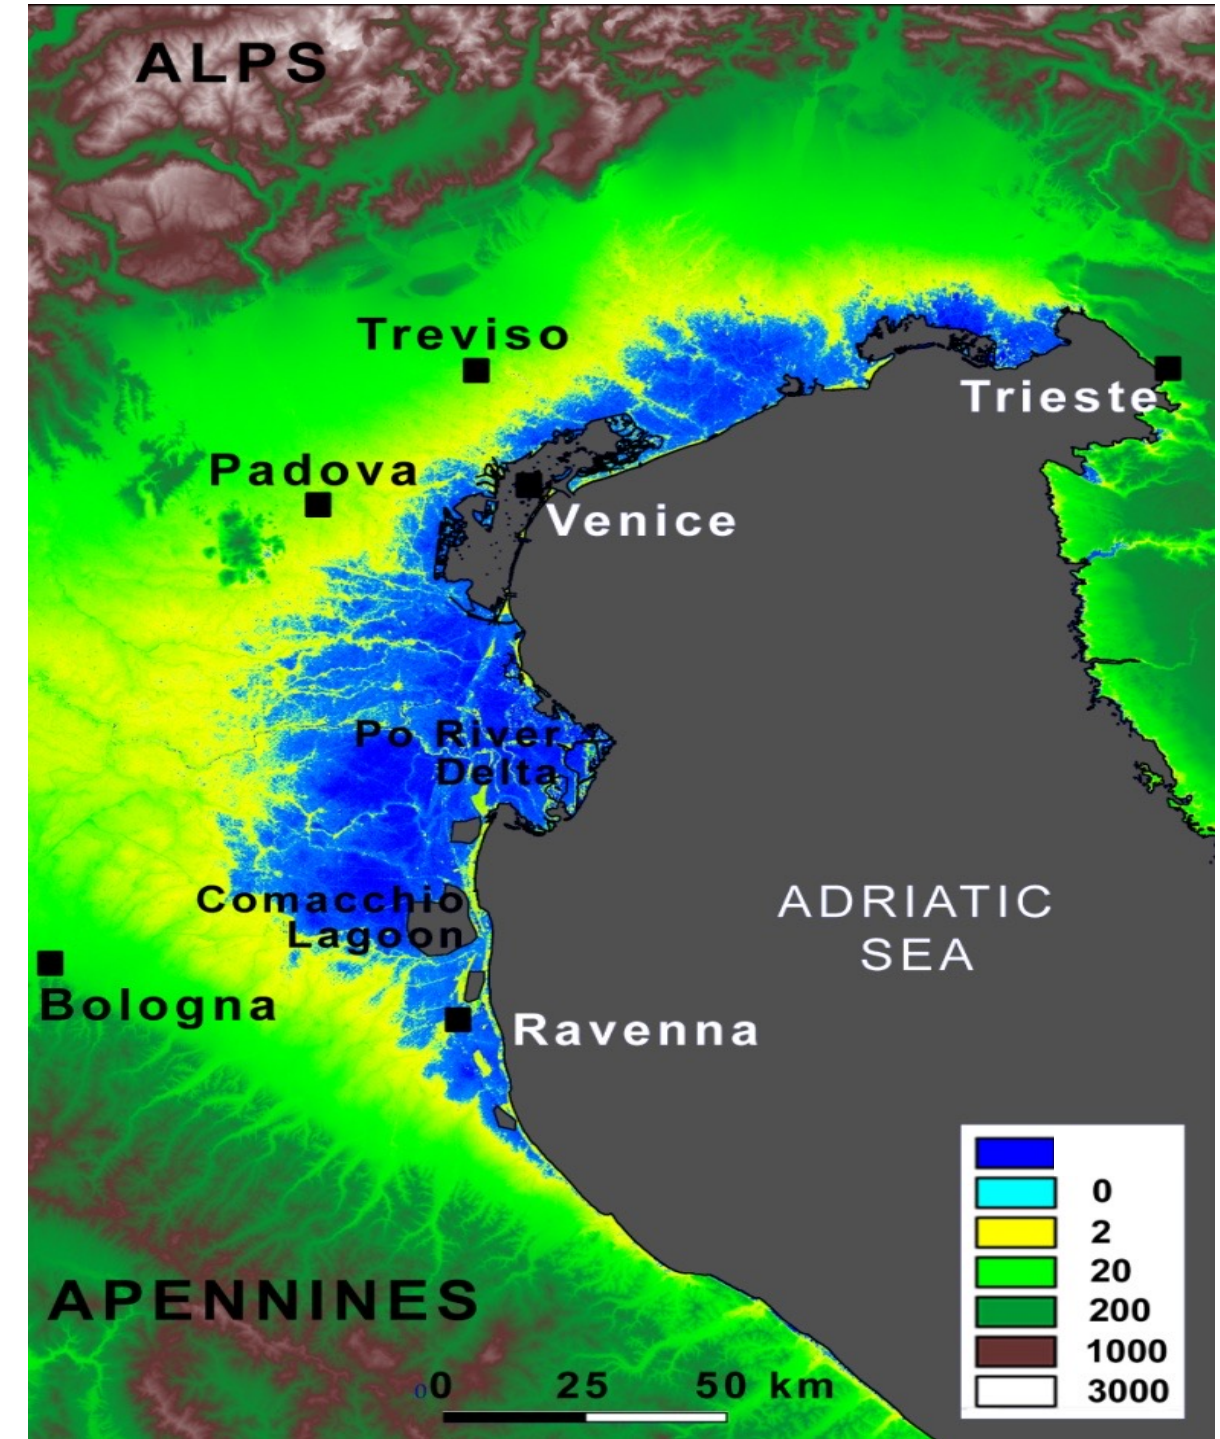 ALPS
Treviso
Trieste
Padova
Venice
Po River
Delta
Comacchio
Lagoon
ADRIATIC
SEA
Bologna
Ravenna
0
2
20
200
1000
3000
APENNINES
00 25 50 km